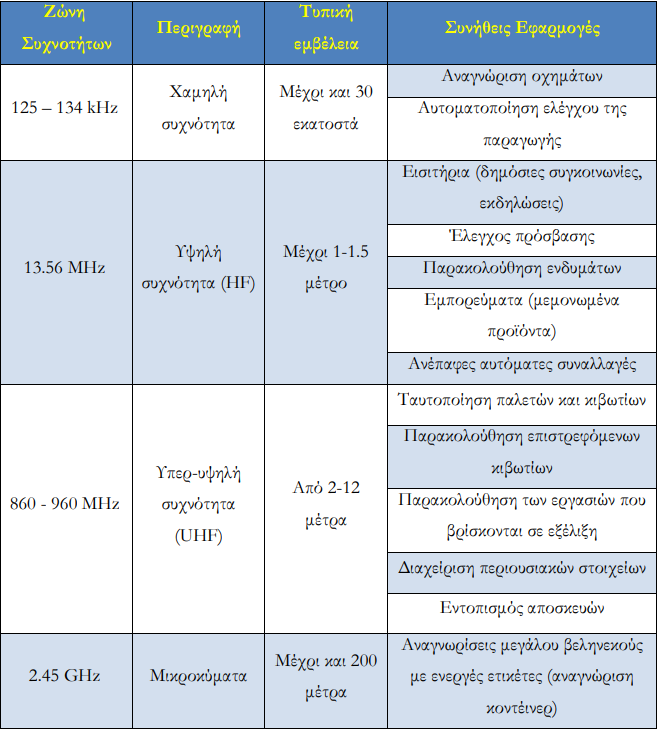 Ζώνη
Συχνοτήτων
Περιγραφή
Τυπική
εμβέλεια
Συνήθεις Εφαρμογές
125 – 134 kHz
Χαμηλή
συχνότητα
Μέχρι και 30
εκατοστά
Αναγνώριση οχημάτων
Αυτοματοποίηση ελέγχου της
παραγωγής
13.56 MHz
Υψηλή
συχνότητα (HF)
Μέχρι 1-1.5
μέτρο
Εισιτήρια (δημόσιες συγκοινωνίες,
εκδηλώσεις)
Έλεγχος πρόσβασης
Παρακολούθηση ενδυμάτων
Εμπορεύματα (μεμονωμένα
προϊόντα)
Ανέπαφες αυτόματες συναλλαγές
860 - 960 MHz
Υπερ-υψηλή
συχνότητα
(UHF)
Από 2-12
μέτρα
Ταυτοποίηση παλετών και κιβωτίων
Παρακολούθηση επιστρεφόμενων
κιβωτίων
Παρακολούθηση των εργασιών που
βρίσκονται σε εξέλιξη
Διαχείριση περιουσιακών στοιχείων
Εντοπισμός αποσκευών
2.45 GHz
Μικροκύματα
Μέχρι και 200
μέτρα
Αναγνωρίσεις μεγάλου βεληνεκούς
με ενεργές ετικέτες (αναγνώριση
κοντέινερ)